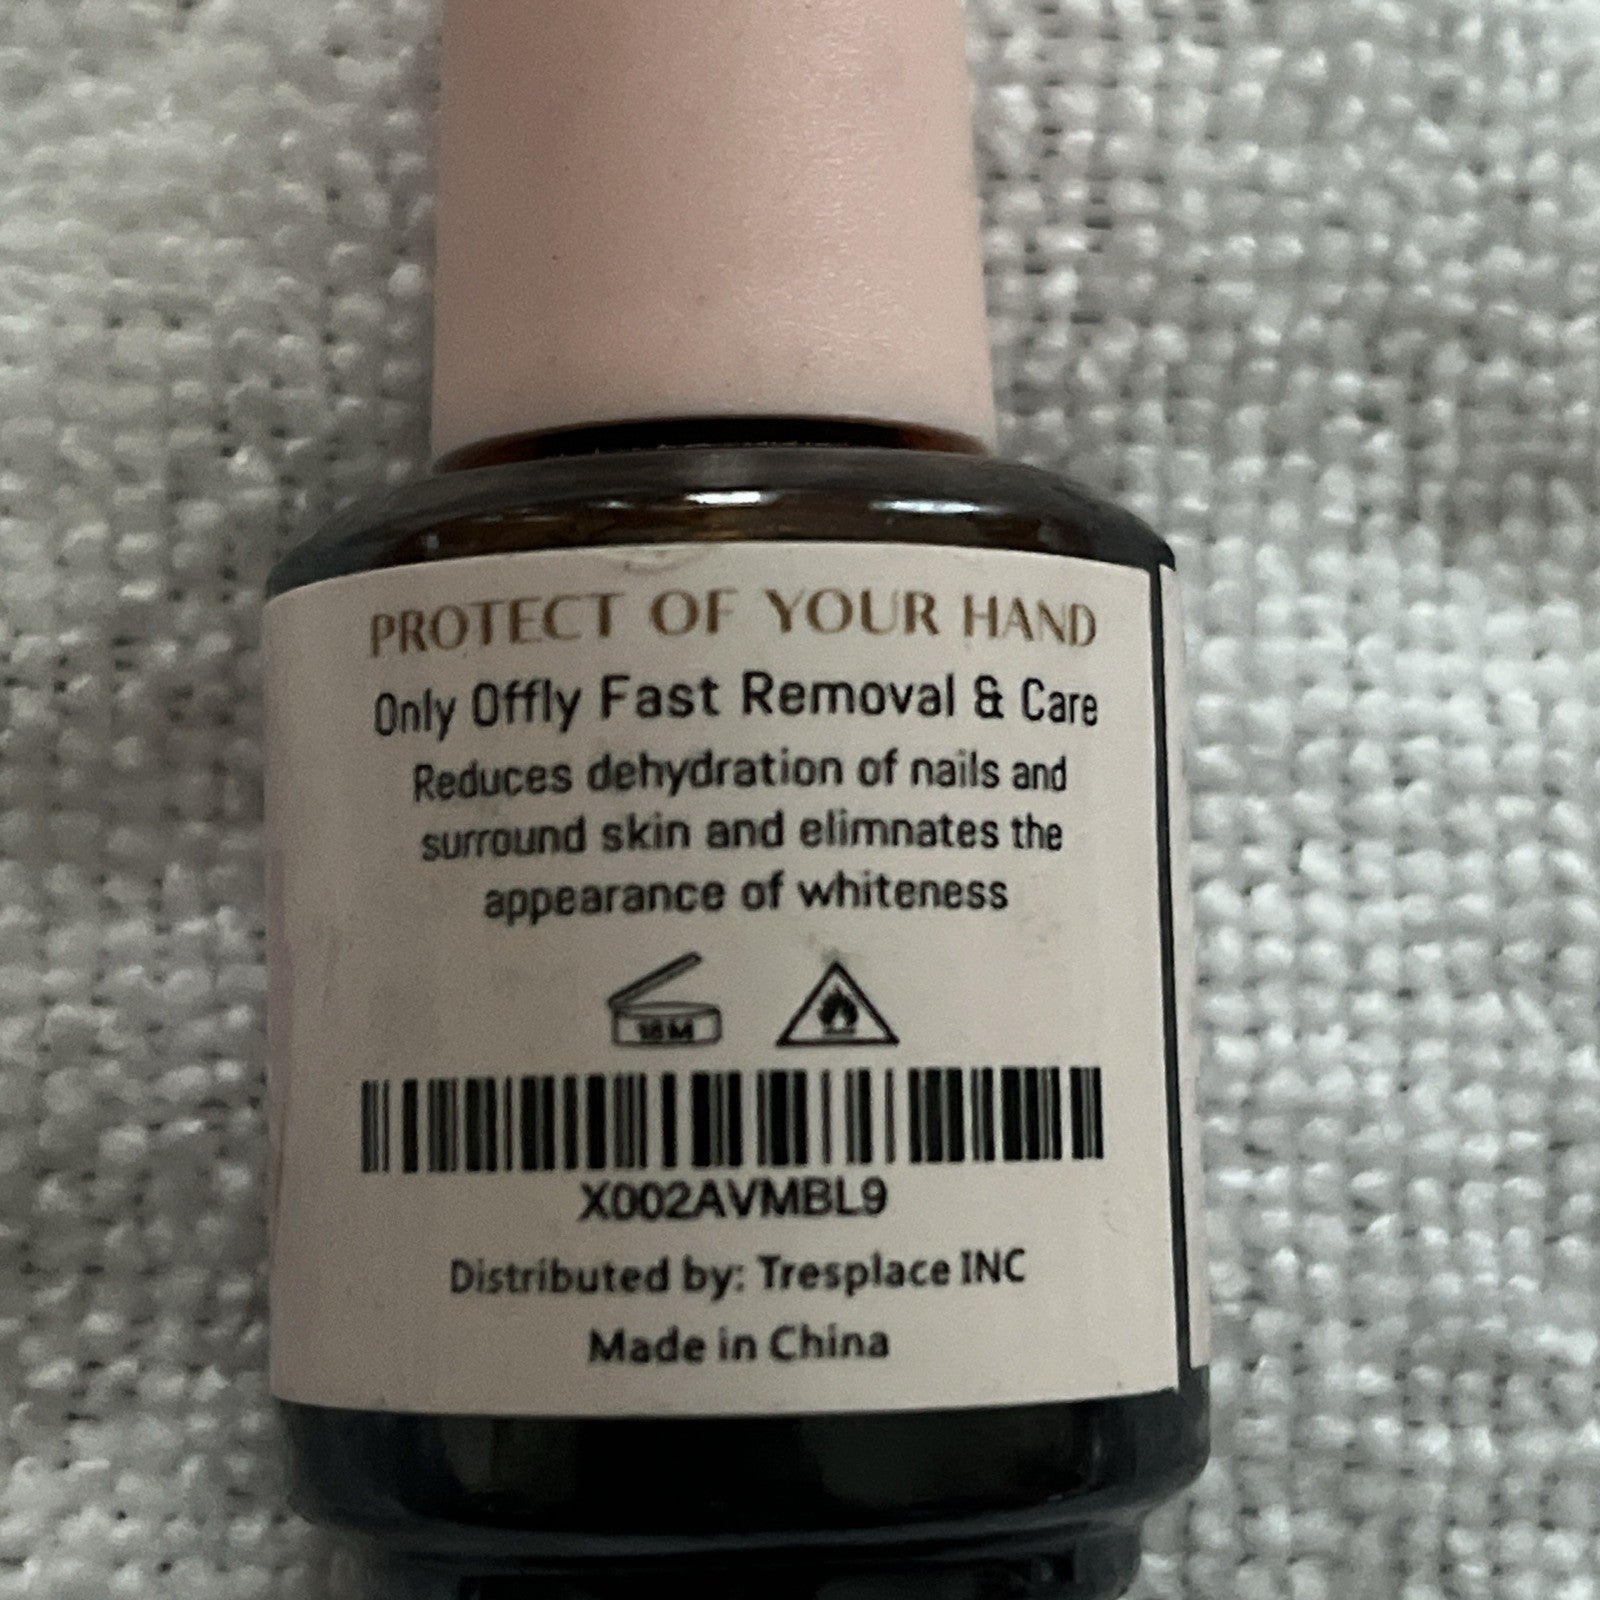 PROTECT OF YOUR HAND
Only Offly Fast Removal & Care
Reduces dehydration of nails and
surround skin and elimnates the
appearance of whiteness
18M
X002AVMBL9
Distributed by: Tresplace INC
Made in China